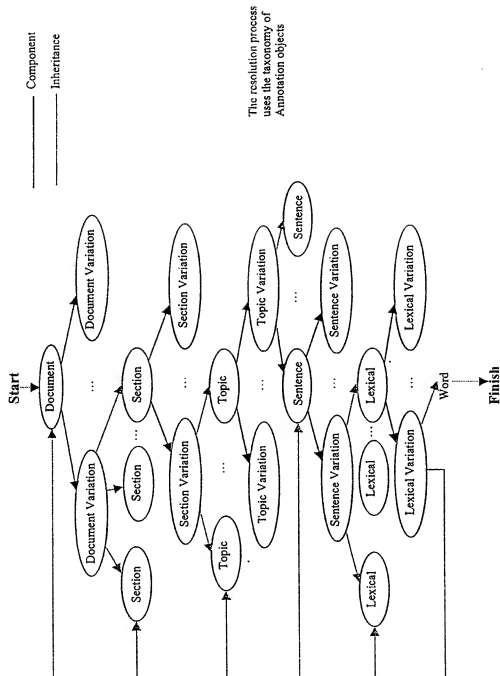 Component
Inheritance
The resolution process
uses the taxonomy of
Annotation objects
Start
Document
Document Variation
...
Document Variation
Section
Section
...
Section
Section Variation
...
Section Variation
Topic
...
Topic
Topic Variation
...
Topic Variation
Sentence
...
Sentence
Sentence Variation
...
Sentence Variation
Lexical
Lexical
...
Lexical
Lexical Variation
...
Lexical Variation
Word
Finish